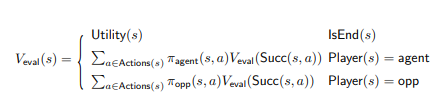 Utility(s) IsEnd(s)
V_eval(s) = { ∑_{a∈Actions(s)} π_agent(s, a)V_eval(Succ(s, a)) Player(s) = agent
∑_{a∈Actions(s)} π_opp(s, a)V_eval(Succ(s, a)) Player(s) = opp